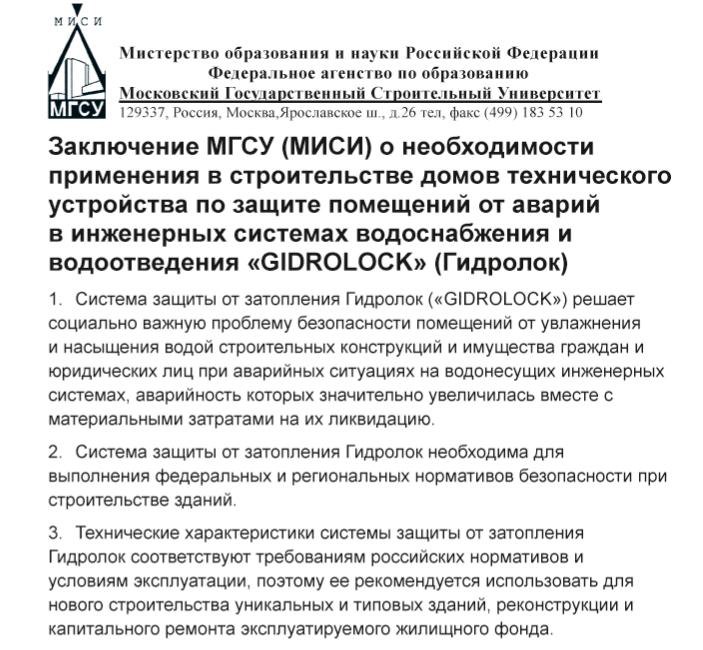 МИСИ
МГСУ
Мистерство образования и науки Российской Федерации
Федеральное агенство по образованию
Московский Государственный Строительный Университет
129337, Россия, Москва,Ярославское ш., д.26 тел, факс (499) 183 53 10
Заключение МГСУ (МИСИ) о необходимости
применения в строительстве домов технического
устройства по защите помещений от аварий
в инженерных системах водоснабжения и
водоотведения «GIDROLOCK» (Гидролок)
1. Система защиты от затопления Гидролок («GIDROLOCK») решает
социально важную проблему безопасности помещений от увлажнения
и насыщения водой строительных конструкций и имущества граждан и
юридических лиц при аварийных ситуациях на водонесущих инженерных
системах, аварийность которых значительно увеличилась вместе с
материальными затратами на их ликвидацию.
2. Система защиты от затопления Гидролок необходима для
выполнения федеральных и региональных нормативов безопасности при
строительстве зданий.
3. Технические характеристики системы защиты от затопления
Гидролок соответствуют требованиям российских нормативов и
условиям эксплуатации, поэтому ее рекомендуется использовать для
нового строительства уникальных и типовых зданий, реконструкции и
капитального ремонта эксплуатируемого жилищного фонда.